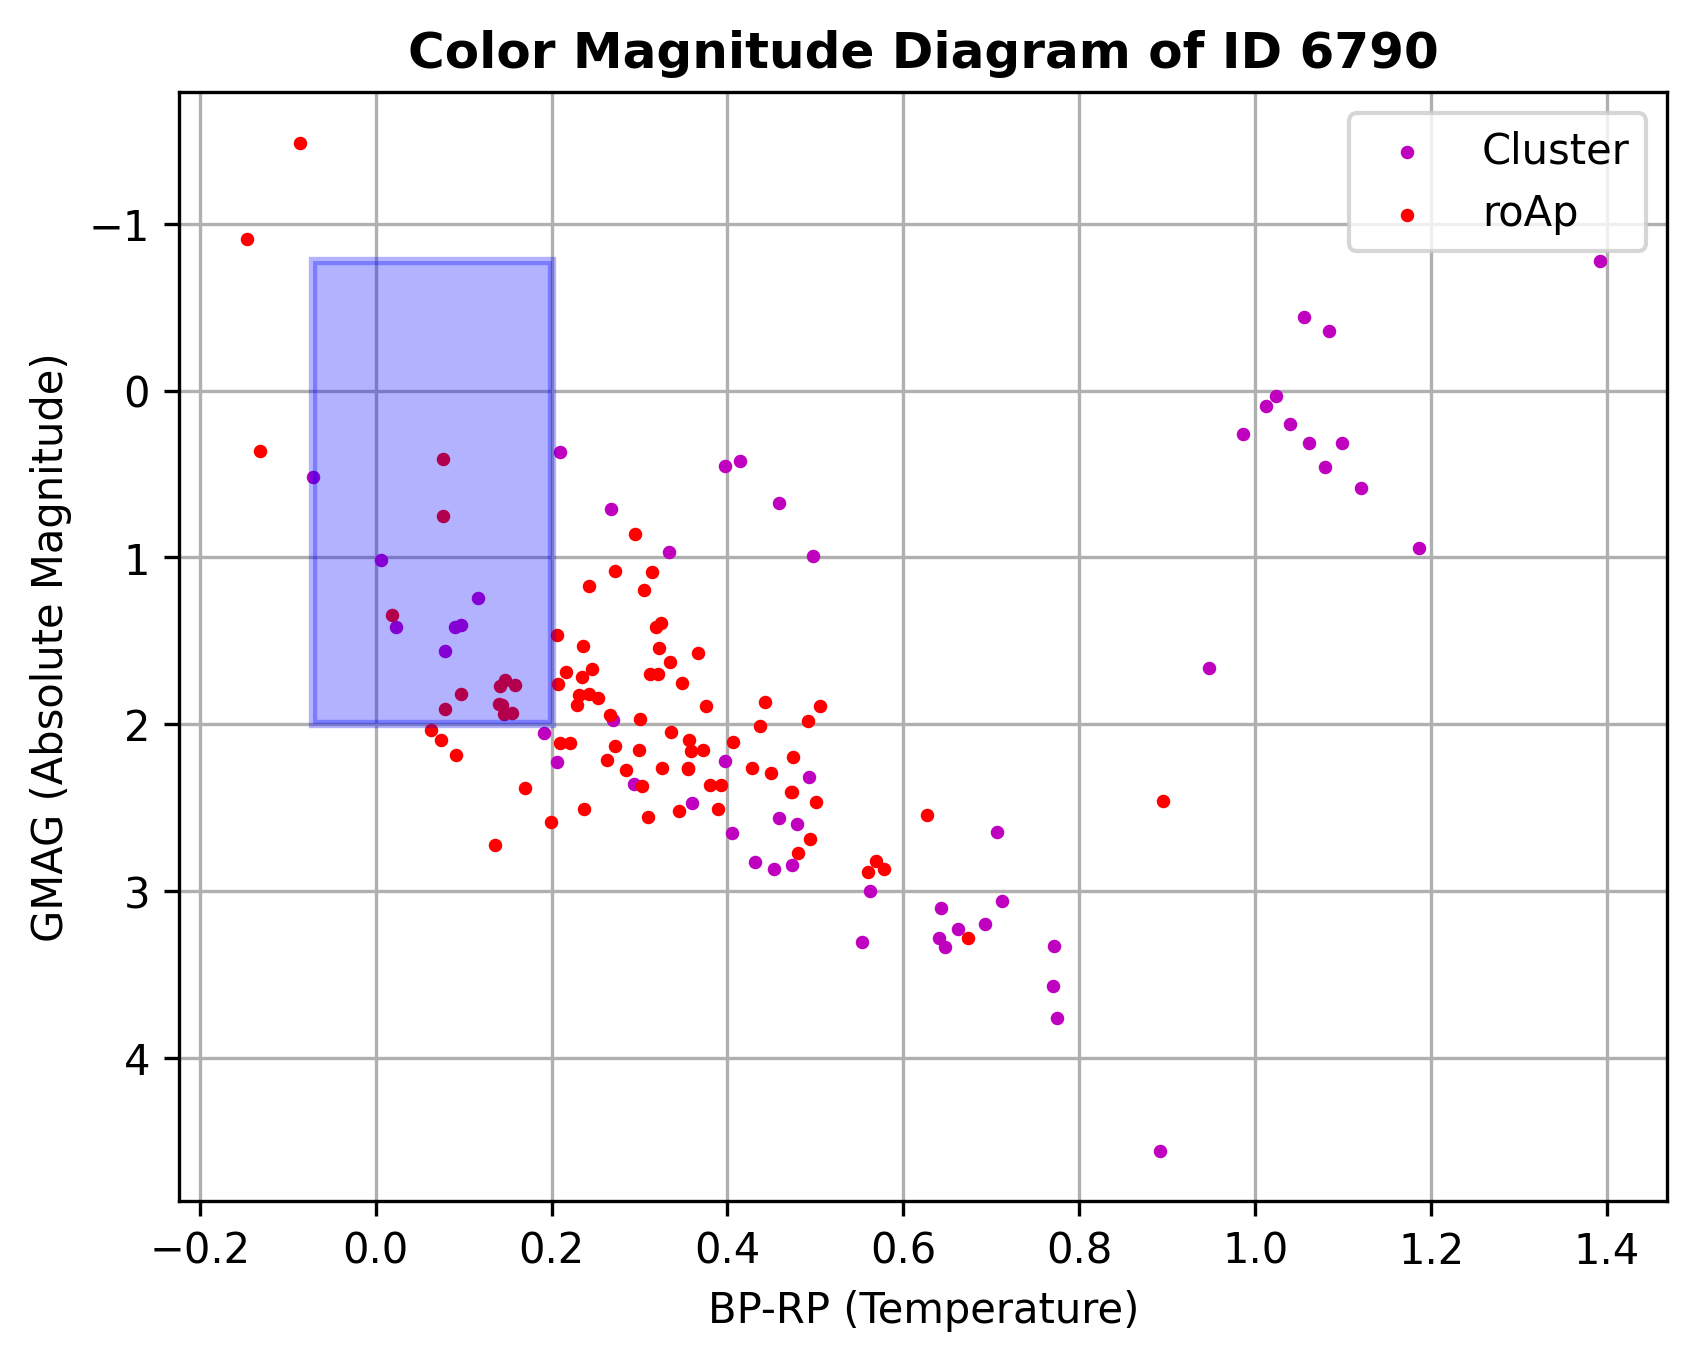 Color Magnitude Diagram of ID 6790
Cluster
roAp
GMAG (Absolute Magnitude)
−1
0
1
2
3
4
−0.2 0.0 0.2 0.4 0.6 0.8 1.0 1.2 1.4
BP-RP (Temperature)